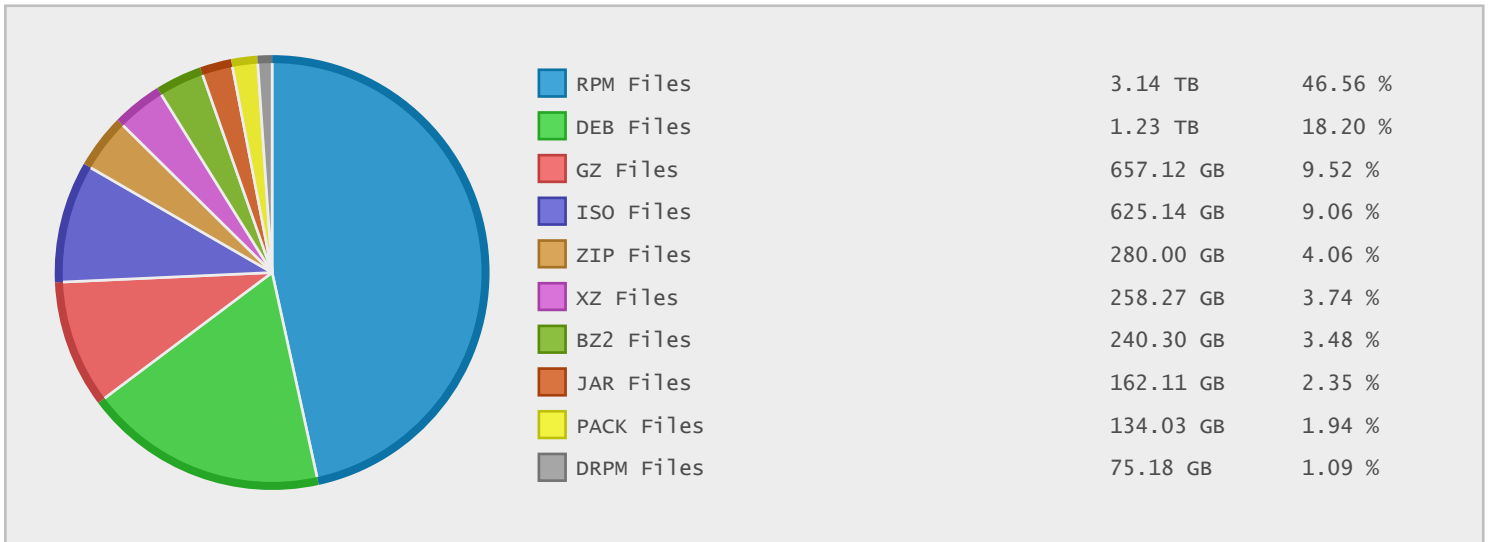 RPM Files 3.14 TB 46.56 %
DEB Files 1.23 TB 18.20 %
GZ Files 657.12 GB 9.52 %
ISO Files 625.14 GB 9.06 %
ZIP Files 280.00 GB 4.06 %
XZ Files 258.27 GB 3.74 %
BZ2 Files 240.30 GB 3.48 %
JAR Files 162.11 GB 2.35 %
PACK Files 134.03 GB 1.94 %
DRPM Files 75.18 GB 1.09 %